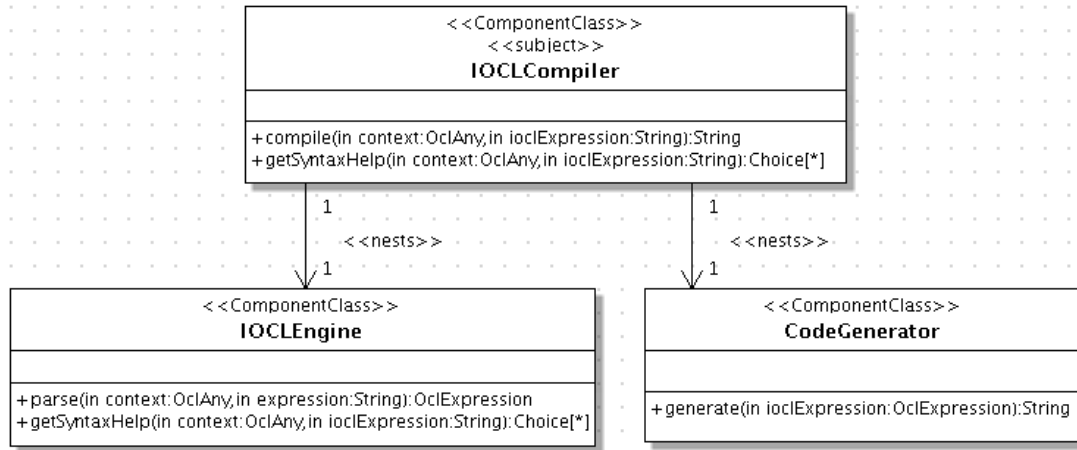 <<ComponentClass>>
<<subject>>
IOCLCompiler
+compile(in context:OclAny,in ioclExpression:String):String
+getSyntaxHelp(in context:OclAny,in ioclExpression:String):Choice[*]
1
1
<<nests>>
<<nests>>
1
1
<<ComponentClass>>
IOCLEngine
+parse(in context:OclAny,in expression:String):OclExpression
+getSyntaxHelp(in context:OclAny,in ioclExpression:String):Choice[*]
<<ComponentClass>>
CodeGenerator
+generate(in ioclExpression:OclExpression):String